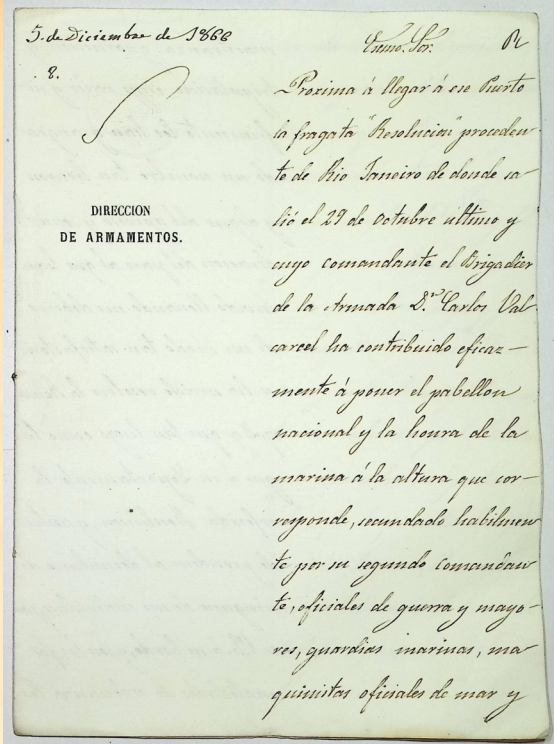 5. de Diciembre de 1866
Exmo. Sor.
R
8.
DIRECCION
DE ARMAMENTOS.
Proxima á llegar á ese Puerto
la fragata "Resolucion" proceden
te de Rio Janeiro de donde sa-
lió el 29 de Octubre último y
cuyo comandante el Brigadier
de la Armada Dn. Carlos Val-
carcel ha contribuido eficaz-
mente á poner el pabellon
nacional y la honra de la
marina á la altura que cor-
responde, secundado habilmen
te por su segundo comandan
te, oficiales de guerra y mayo-
res, guardias marinas, ma-
quinistas oficiales de mar y